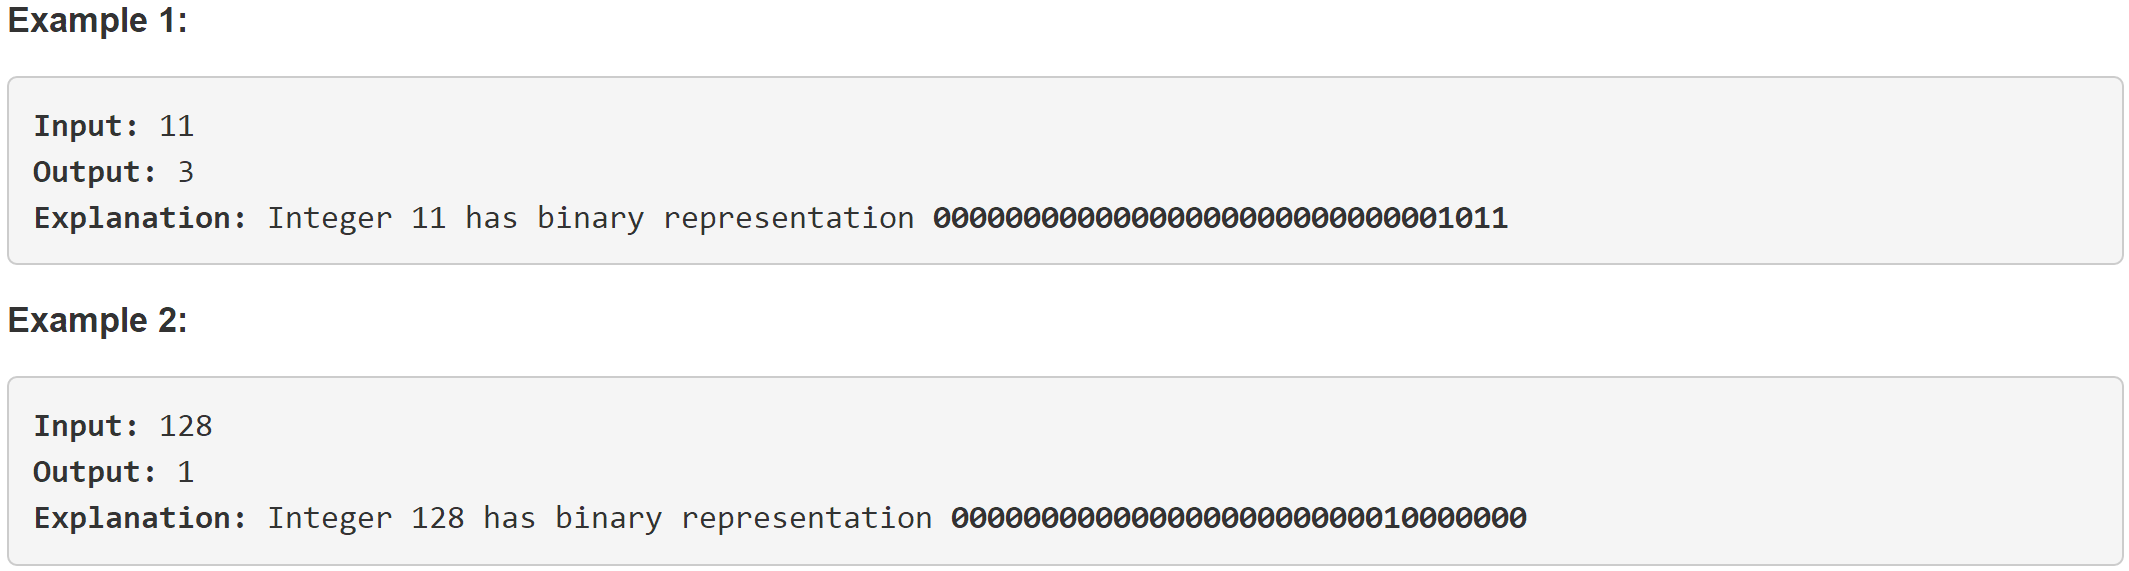 Example 1:
Input: 11
Output: 3
Explanation: Integer 11 has binary representation 00000000000000000000000000001011
Example 2:
Input: 128
Output: 1
Explanation: Integer 128 has binary representation 00000000000000000000000010000000